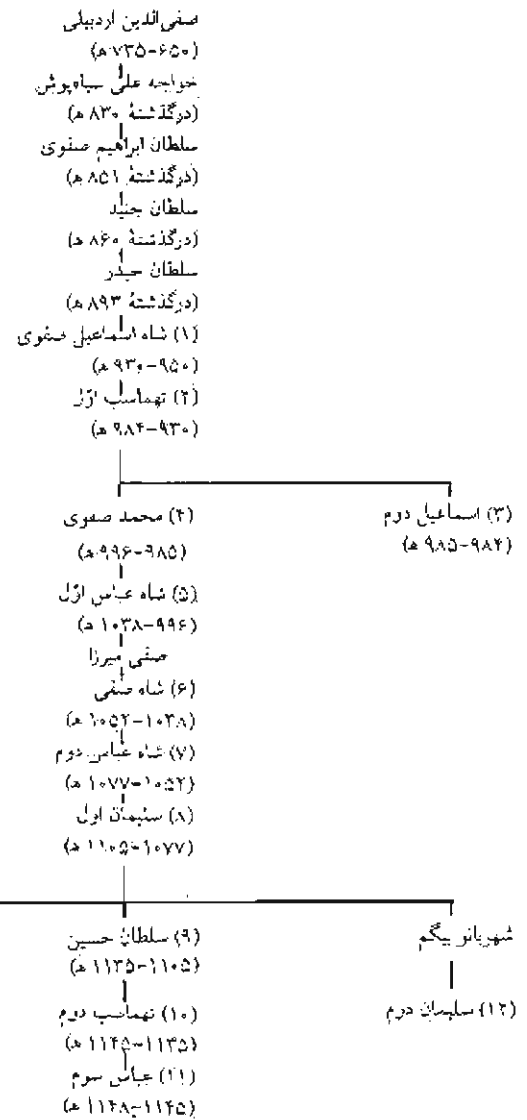 صفی‌الدین اردبیلی
(۶۵۰-۷۳۵ ه)
خواجه علی سیاه‌پوش
(درگذشتهٔ ۸۳۰ ه)
سلطان ابراهیم صفوی
(درگذشتهٔ ۸۵۱ ه)
سلطان جنید
(درگذشتهٔ ۸۶۰ ه)
سلطان حیدر
(درگذشتهٔ ۸۹۳ ه)
(۱) شاه اسماعیل صفوی
(۹۵۰-۹۳۰ ه)
(۲) تهماسب اوّل
(۹۳۰-۹۸۴ ه)
(۳) اسماعیل دوم
(۹۸۴-۹۸۵ ه)
(۴) محمد صفوی
(۹۸۵-۹۹۶ ه)
(۵) شاه عباس اوّل
(۹۹۶-۱۰۳۸ ه)
صفی میرزا
(۶) شاه صفی
(۱۰۳۸-۱۰۵۲ ه)
(۷) شاه عباس دوم
(۱۰۵۲-۱۰۷۷ ه)
(۸) سلیمان اول
(۱۰۷۷-۱۱۰۵ ه)
شهربانو بیگم
(۹) سلطان حسین
(۱۱۰۵-۱۱۳۵ ه)
(۱۲) سلیمان دوم
(۱۰) تهماسب دوم
(۱۱۳۵-۱۱۴۵ ه)
(۱۱) عباس سوم
(۱۱۴۵-۱۱۴۸ ه)